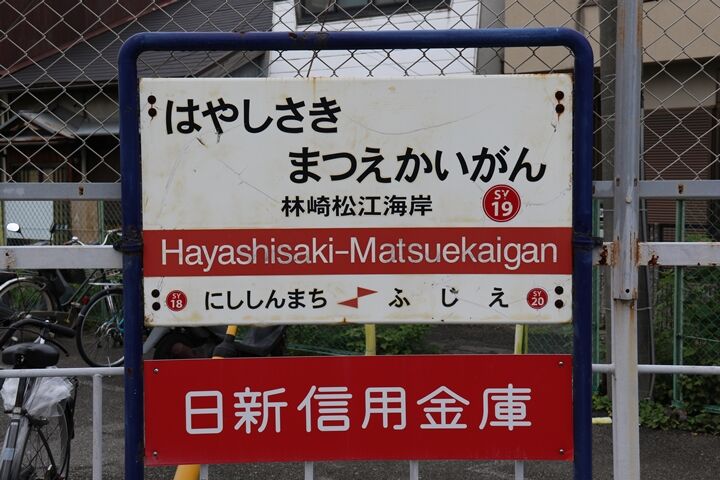 はやしさき
まつえかいがん
林崎松江海岸
SY
19
Hayashisaki-Matsuekaigan
SY
18
にししんまち
ふじえ
SY
20
日新信用金庫